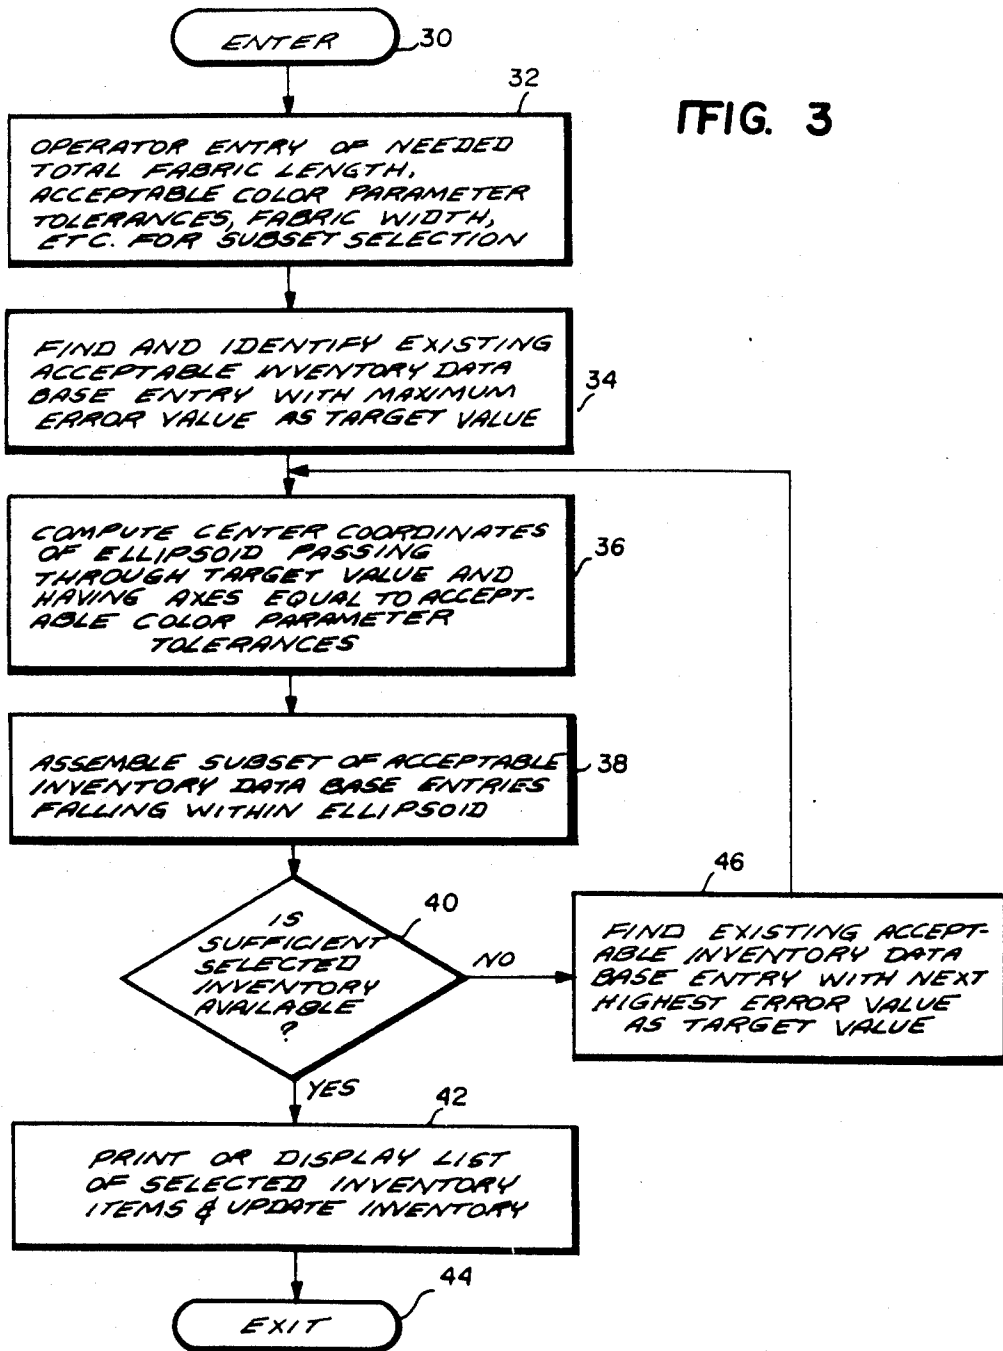 ENTER
30
FIG. 3
32
OPERATOR ENTRY OF NEEDED
TOTAL FABRIC LENGTH,
ACCEPTABLE COLOR PARAMETER
TOLERANCES, FABRIC WIDTH,
ETC. FOR SUBSET SELECTION
FIND AND IDENTIFY EXISTING
ACCEPTABLE INVENTORY DATA
BASE ENTRY WITH MAXIMUM
ERROR VALUE AS TARGET VALUE
34
COMPUTE CENTER COORDINATES
OF ELLIPSOID PASSING
THROUGH TARGET VALUE AND
HAVING AXES EQUAL TO ACCEPT-
ABLE COLOR PARAMETER
TOLERANCES
36
ASSEMBLE SUBSET OF ACCEPTABLE
INVENTORY DATA BASE ENTRIES
FALLING WITHIN ELLIPSOID
38
IS
SUFFICIENT
SELECTED
INVENTORY
AVAILABLE
?
40
NO
46
FIND EXISTING ACCEPT-
ABLE INVENTORY DATA
BASE ENTRY WITH NEXT
HIGHEST ERROR VALUE
AS TARGET VALUE
YES
42
PRINT OR DISPLAY LIST
OF SELECTED INVENTORY
ITEMS & UPDATE INVENTORY
44
EXIT